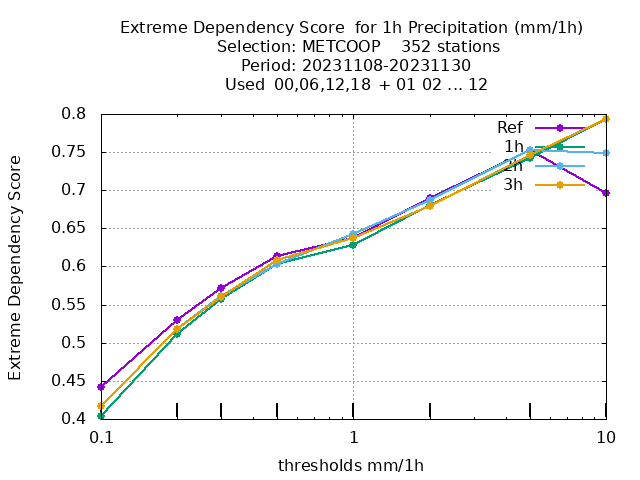 Extreme Dependency Score  for 1h Precipitation (mm/1h)
Selection: METCOOP    352 stations
Period: 20231108-20231130
Used  00,06,12,18  + 01 02 ... 12
Extreme Dependency Score
0.8
0.75
0.7
0.65
0.6
0.55
0.5
0.45
0.4
Ref
1h
2h
3h
0.1
1
10
thresholds mm/1h